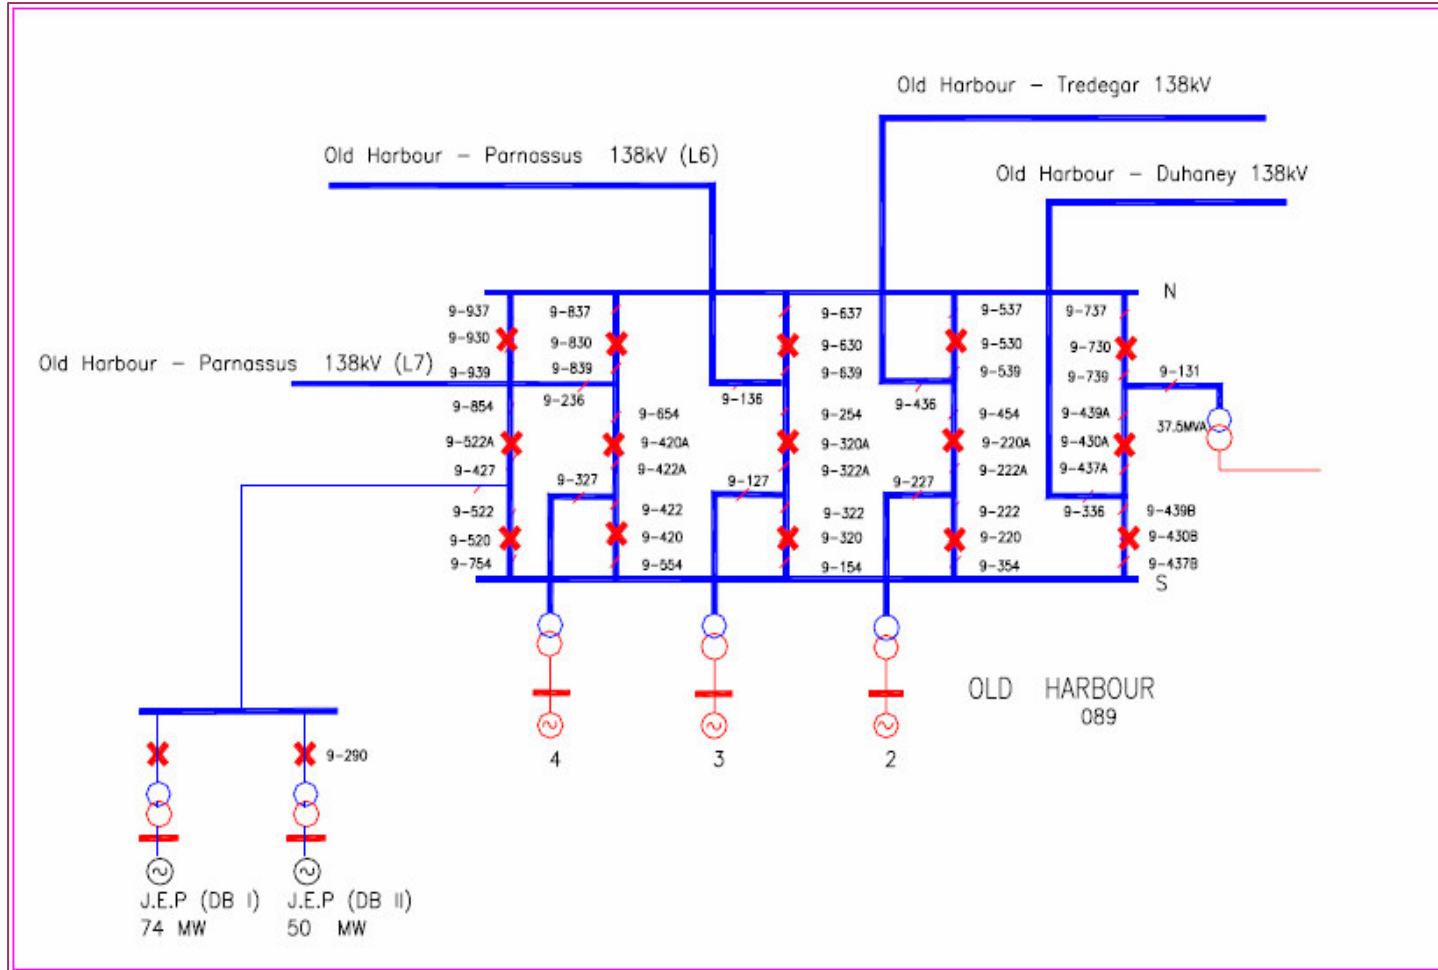 Old Harbour – Tredegar 138kV
Old Harbour – Parnassus 138kV (L6)
Old Harbour – Duhaney 138kV
N
9-937
9-837
9-637
9-537
9-737
9-930
9-830
9-630
9-530
9-730
Old Harbour – Parnassus 138kV (L7)
9-939
9-839
9-639
9-539
9-739
9-131
9-236
9-136
9-436
9-854
9-654
9-254
9-454
9-439A
37.5MVA
9-522A
9-420A
9-320A
9-220A
9-430A
9-427
9-422A
9-322A
9-222A
9-437A
9-327
9-127
9-227
9-336
9-522
9-422
9-322
9-222
9-439B
9-520
9-420
9-320
9-220
9-430B
9-754
9-554
9-154
9-354
9-437B
S
OLD HARBOUR
089
4
3
2
9-290
J.E.P (DB I)
74 MW
J.E.P (DB II)
50 MW